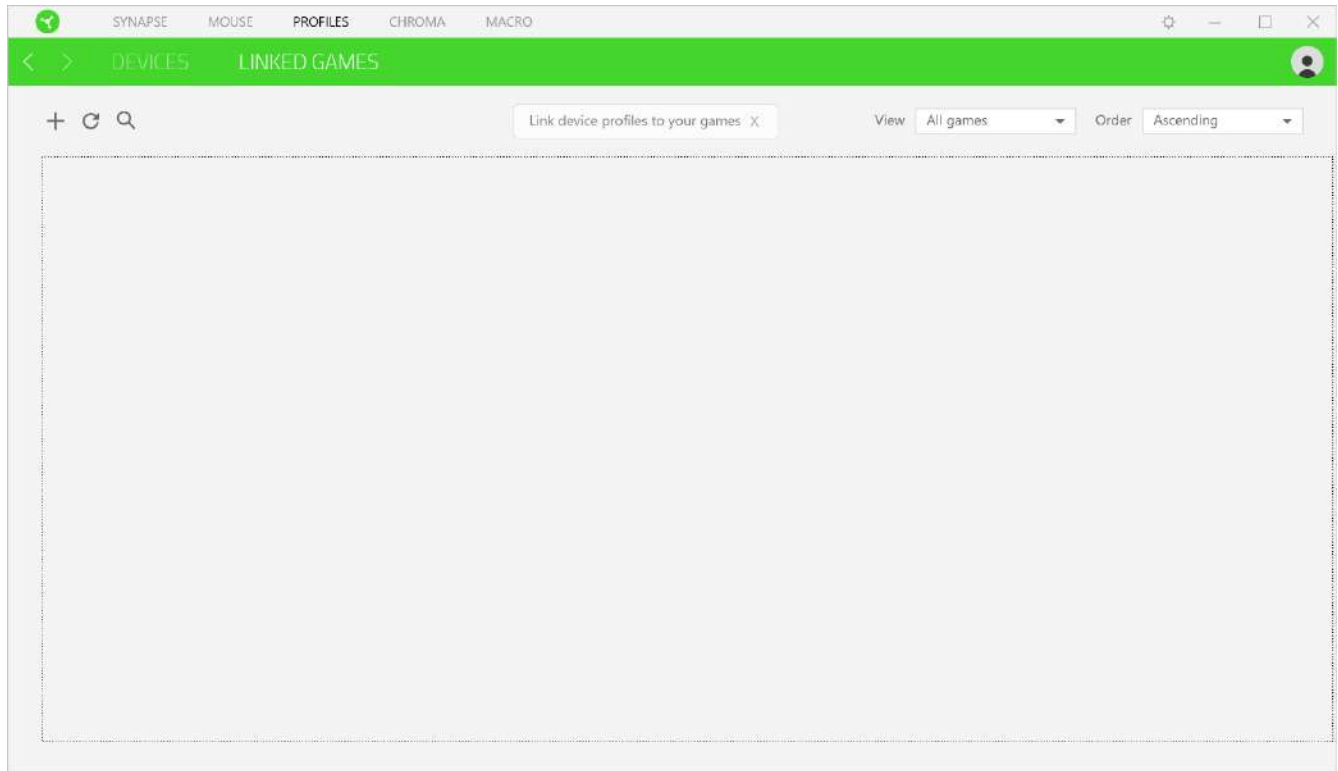 SYNAPSE MOUSE PROFILES CHROMA MACRO
DEVICES LINKED GAMES
Link device profiles to your games X View All games Order Ascending